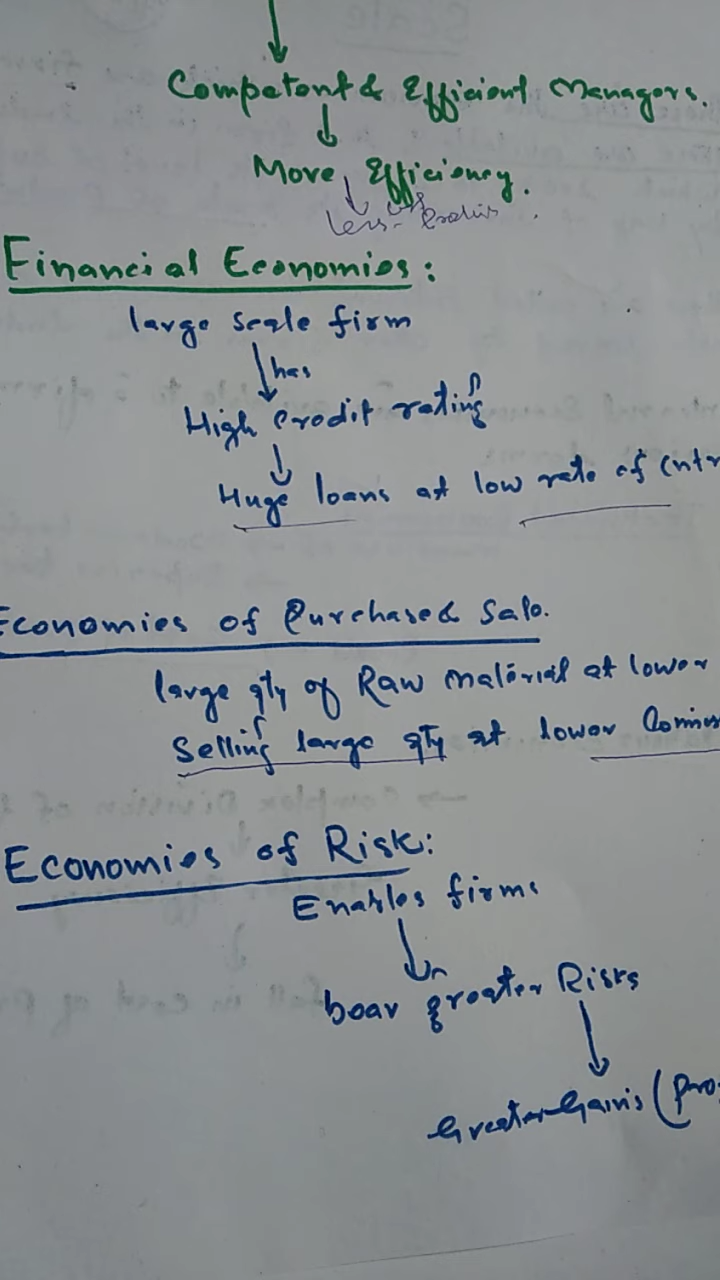 Competent & Efficient Managers.
More Efficiency.
less
Financial Economies:
large scale firm
has
High credit rating
Huge loans at low rate of intr
Economies of Purchase & Sale.
large qty of Raw material at lower
Selling large qty at lower
Economies of Risk:
Enables firms
bear greater Risks
Greater Gains (pro